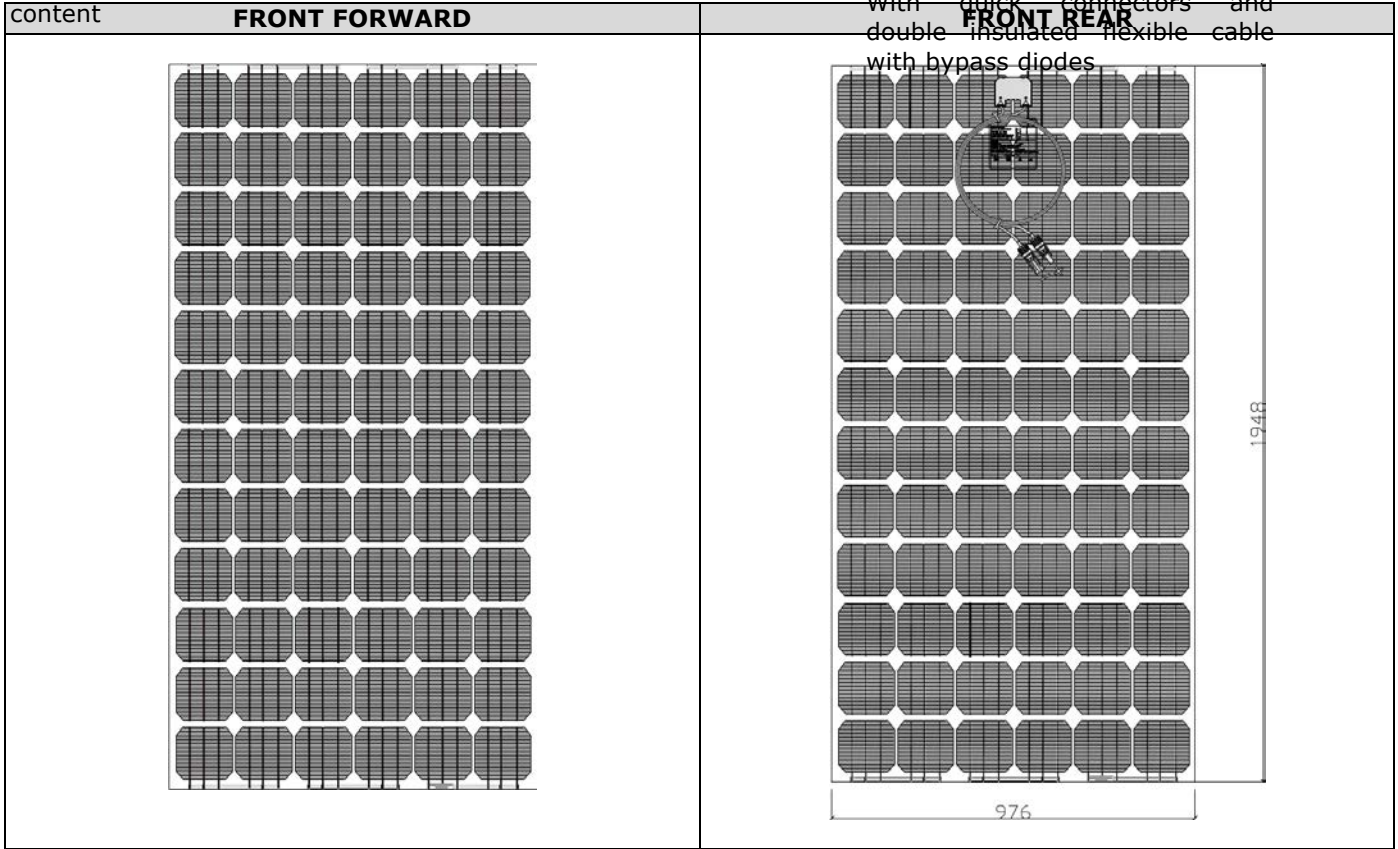 content
FRONT FORWARD
With quick connectors and
FRONT REAR
double insulated flexible cable
with bypass diodes
1948
976